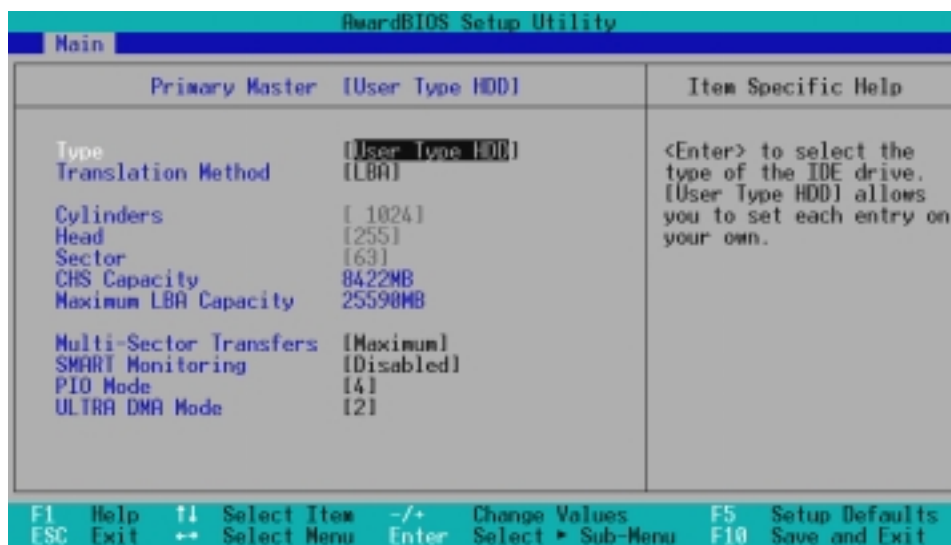 AwardBIOS Setup Utility
Main
Primary Master [User Type HDD]
Item Specific Help
Type [User Type HDD]
Translation Method [LBA]
Cylinders [ 1024]
Head [255]
Sector [63]
CHS Capacity 8422MB
Maximum LBA Capacity 25590MB
Multi-Sector Transfers [Maximum]
SMART Monitoring [Disabled]
PIO Mode [4]
ULTRA DMA Mode [2]
<Enter> to select the
type of the IDE drive.
[User Type HDD] allows
you to set each entry on
your own.
F1 Help ↑↓ Select Item -/+ Change Values F5 Setup Defaults
ESC Exit ←→ Select Menu Enter Select ► Sub-Menu F10 Save and Exit